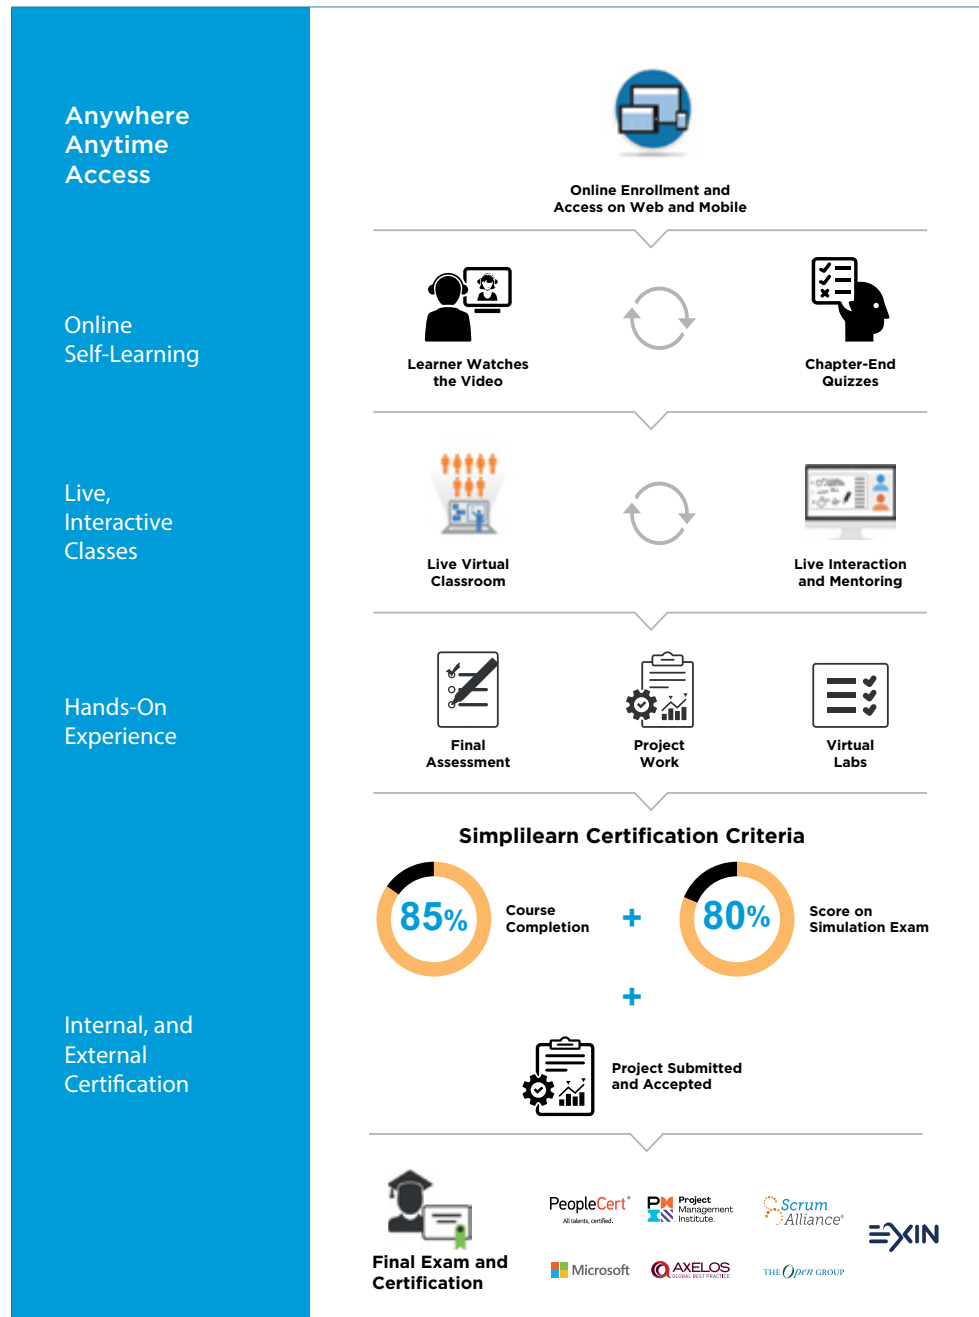 Anywhere
Anytime
Access
Online Enrollment and
Access on Web and Mobile
Online
Self-Learning
Learner Watches
the Video
Chapter-End
Quizzes
Live,
Interactive
Classes
Live Virtual
Classroom
Live Interaction
and Mentoring
Hands-On
Experience
Final
Assessment
Project
Work
Virtual
Labs
Simplilearn Certification Criteria
85%
Course
Completion
+
80%
Score on
Simulation Exam
+
Internal, and
External
Certification
Project Submitted
and Accepted
Final Exam and
Certification
PeopleCert®
All talents, certified.
PMI
Project
Management
Institute.
Scrum
Alliance®
EXIN
Microsoft
AXELOS
GLOBAL BEST PRACTICE
THE Open GROUP